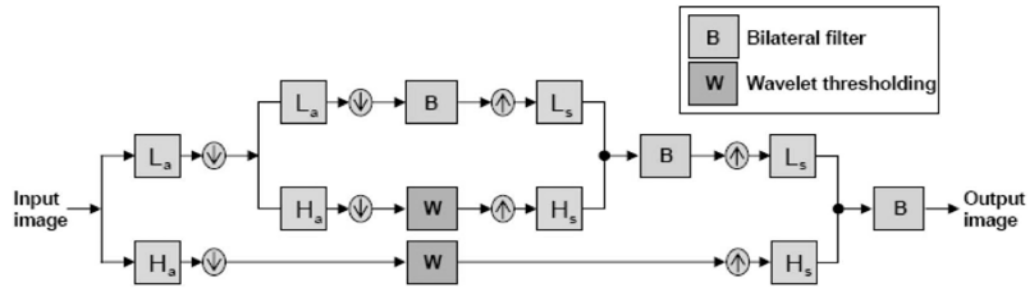 B Bilateral filter
W Wavelet thresholding
Lₐ B Lₛ
Lₐ B Lₛ
Input image
Hₐ W Hₛ
B Output image
Hₐ W Hₛ